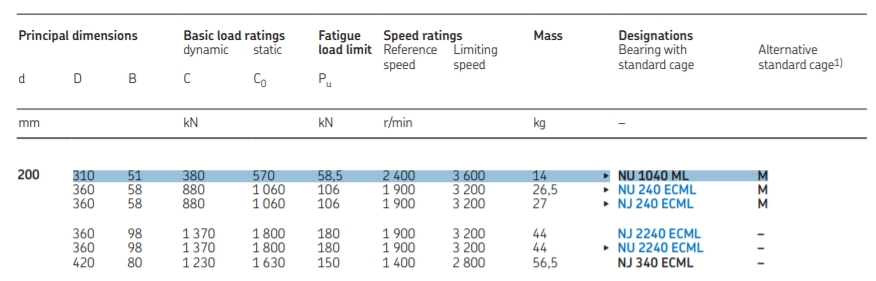 Principal dimensions Basic load ratings Fatigue Speed ratings Mass Designations
dynamic static load limit Reference Limiting Bearing with Alternative
speed speed standard cage standard cage1)
d D B C C0 Pu
mm kN kN r/min kg –
200 310 51 380 570 58,5 2 400 3 600 14 ▸ NU 1040 ML M
360 58 880 1 060 106 1 900 3 200 26,5 ▸ NU 240 ECML M
360 58 880 1 060 106 1 900 3 200 27 ▸ NJ 240 ECML M
360 98 1 370 1 800 180 1 900 3 200 44 NJ 2240 ECML –
360 98 1 370 1 800 180 1 900 3 200 44 ▸ NU 2240 ECML –
420 80 1 230 1 630 150 1 400 2 800 56,5 NJ 340 ECML –